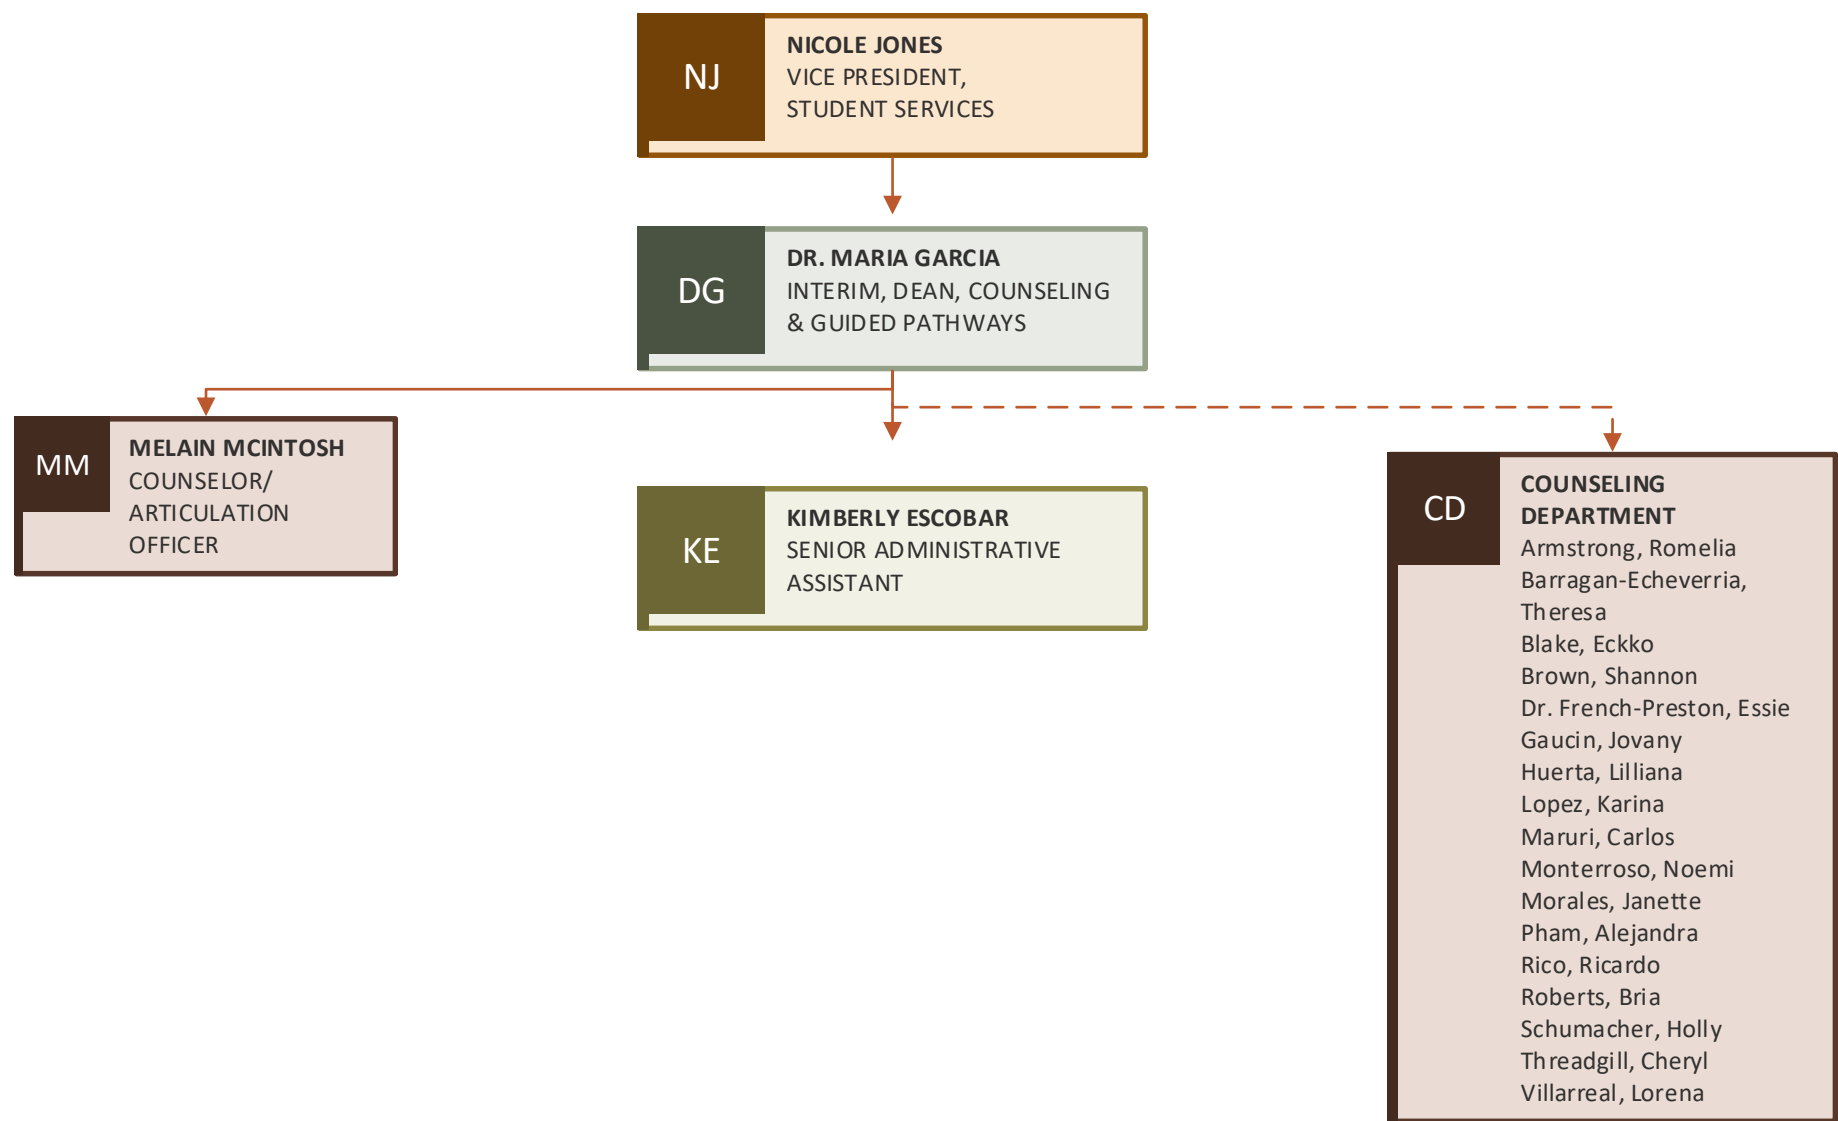 NJ
NICOLE JONES
VICE PRESIDENT,
STUDENT SERVICES
DG
DR. MARIA GARCIA
INTERIM, DEAN, COUNSELING
& GUIDED PATHWAYS
MM
MELAIN MCINTOSH
COUNSELOR/
ARTICULATION
OFFICER
KE
KIMBERLY ESCOBAR
SENIOR ADMINISTRATIVE
ASSISTANT
CD
COUNSELING
DEPARTMENT
Armstrong, Romelia
Barragan-Echeverria,
Theresa
Blake, Eckko
Brown, Shannon
Dr. French-Preston, Essie
Gaucin, Jovany
Huerta, Lilliana
Lopez, Karina
Maruri, Carlos
Monterroso, Noemi
Morales, Janette
Pham, Alejandra
Rico, Ricardo
Roberts, Bria
Schumacher, Holly
Threadgill, Cheryl
Villarreal, Lorena